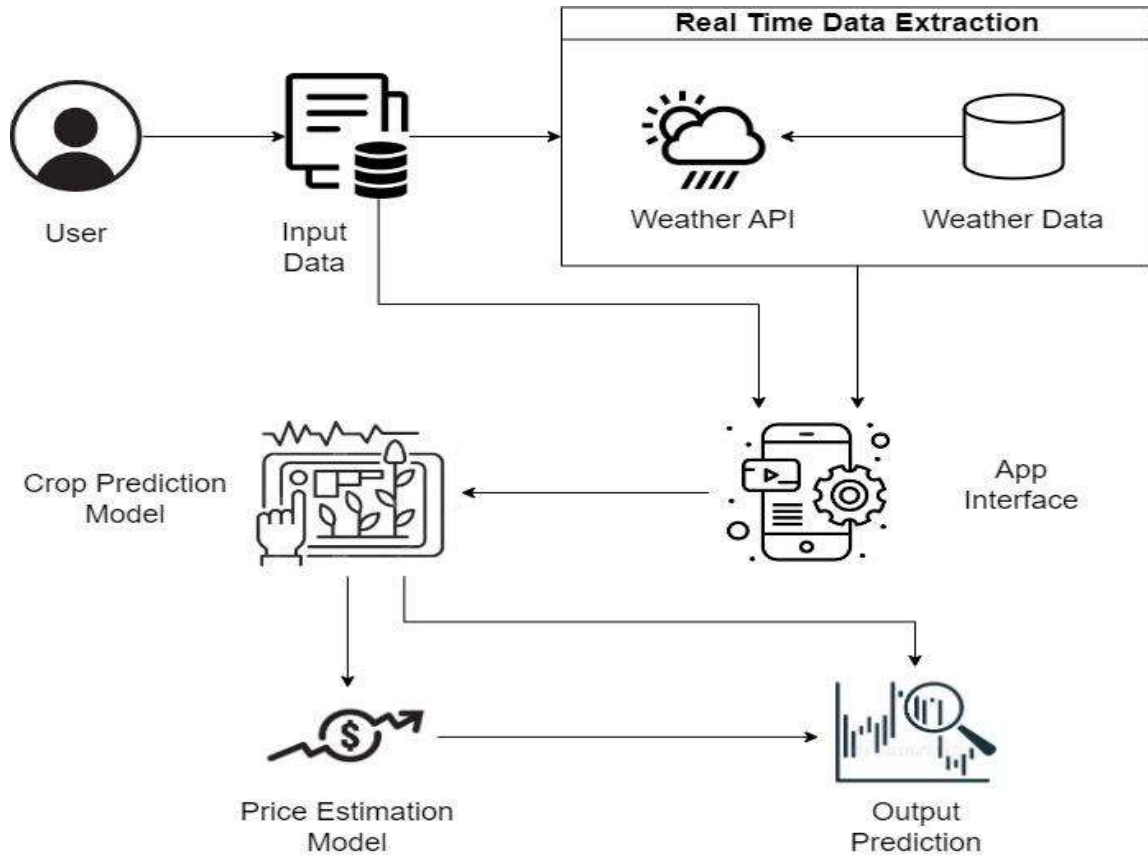 Real Time Data Extraction
User
Input
Data
Weather API
Weather Data
Crop Prediction
Model
App
Interface
$
Price Estimation
Model
Output
Prediction